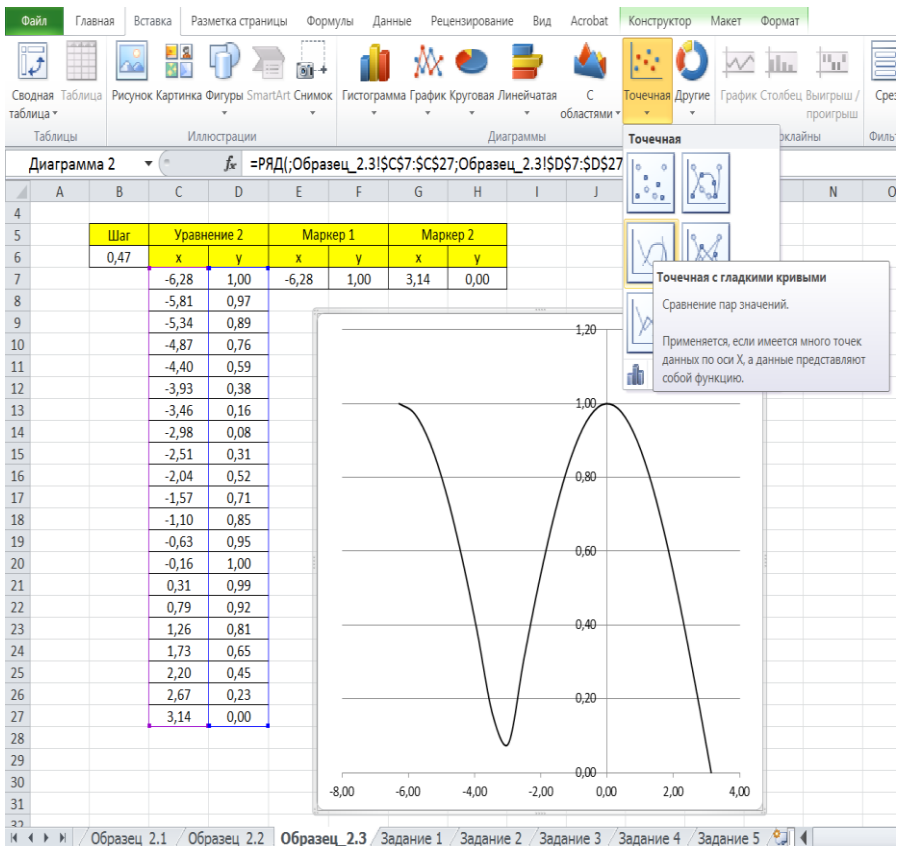 Файл Главная Вставка Разметка страницы Формулы Данные Рецензирование Вид Acrobat Конструктор Макет Формат
Сводная Таблица Рисунок Картинка Фигуры SmartArt Снимок Гистограмма График Круговая Линейчатая С Точечная Другие График Столбец Выигрыш /
таблица областями проигрыш
Таблицы Иллюстрации Диаграммы
Точечная
Диаграмма 2 fx =РЯД(;Образец_2.3!$C$7:$C$27;Образец_2.3!$D$7:$D$27
A B C D E F G H I J N
4
5 Шаг Уравнение 2 Маркер 1 Маркер 2
6 0,47 x y x y x y
7 -6,28 1,00 -6,28 1,00 3,14 0,00
8 -5,81 0,97
9 -5,34 0,89
10 -4,87 0,76
11 -4,40 0,59
12 -3,93 0,38
13 -3,46 0,16
14 -2,98 0,08
15 -2,51 0,31
16 -2,04 0,52
17 -1,57 0,71
18 -1,10 0,85
19 -0,63 0,95
20 -0,16 1,00
21 0,31 0,99
22 0,79 0,92
23 1,26 0,81
24 1,73 0,65
25 2,20 0,45
26 2,67 0,23
27 3,14 0,00
28
29
30
31
Точечная с гладкими кривыми
Сравнение пар значений.
Применяется, если имеется много точек
данных по оси X, а данные представляют
собой функцию.
1,20
1,00
0,80
0,60
0,40
0,20
0,00
-8,00 -6,00 -4,00 -2,00 0,00 2,00 4,00
Образец 2.1 Образец 2.2 Образец_2.3 Задание 1 Задание 2 Задание 3 Задание 4 Задание 5